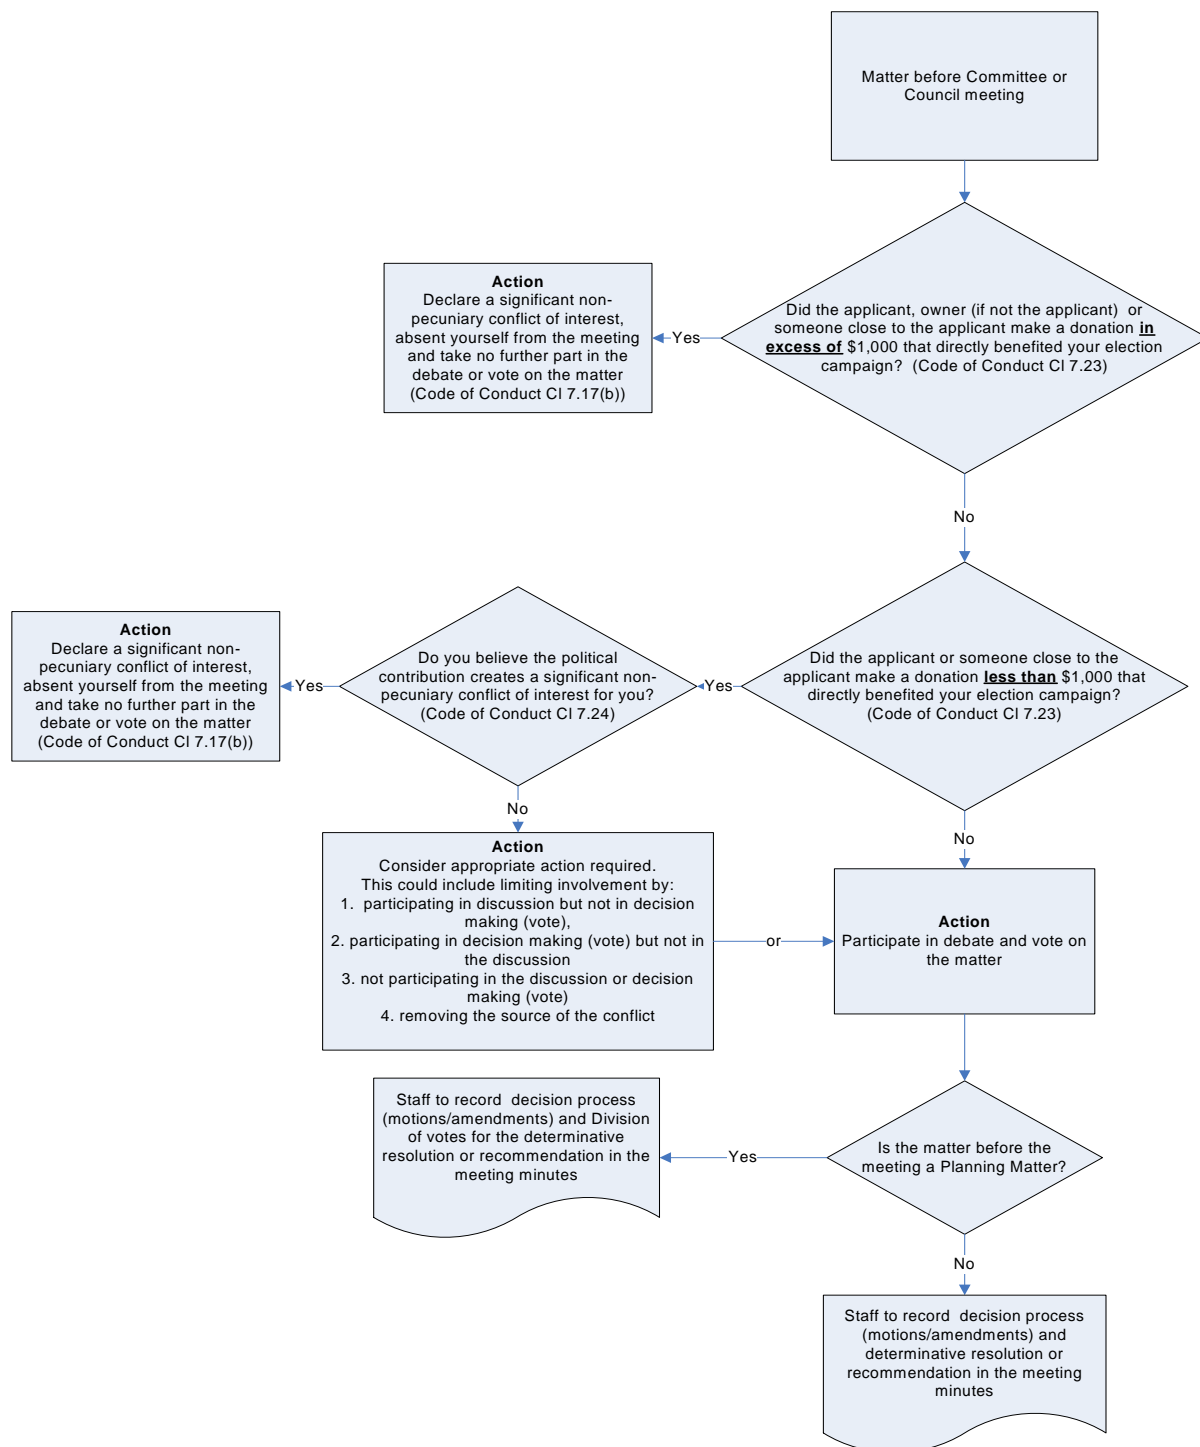 Matter before Committee or
Council meeting
Action
Declare a significant non-
pecuniary conflict of interest,
absent yourself from the meeting
and take no further part in the
debate or vote on the matter
(Code of Conduct Cl 7.17(b))
Yes
Did the applicant, owner (if not the applicant)  or
someone close to the applicant make a donation in
excess of $1,000 that directly benefited your election
campaign?  (Code of Conduct Cl 7.23)
No
Action
Declare a significant non-
pecuniary conflict of interest,
absent yourself from the meeting
and take no further part in the
debate or vote on the matter
(Code of Conduct Cl 7.17(b))
Yes
Do you believe the political
contribution creates a significant non-
pecuniary conflict of interest for you?
(Code of Conduct Cl 7.24)
Yes
Did the applicant or someone close to the
applicant make a donation less than $1,000 that
directly benefited your election campaign?
(Code of Conduct Cl 7.23)
No
No
Action
Consider appropriate action required.
This could include limiting involvement by:
1.  participating in discussion but not in decision
making (vote),
2. participating in decision making (vote) but not in
the discussion
3. not participating in the discussion or decision
making (vote)
4. removing the source of the conflict
or
Action
Participate in debate and vote on
the matter
Staff to record  decision process
(motions/amendments) and Division
of votes for the determinative
resolution or recommendation in the
meeting minutes
Yes
Is the matter before the
meeting a Planning Matter?
No
Staff to record  decision process
(motions/amendments) and
determinative resolution or
recommendation in the meeting
minutes